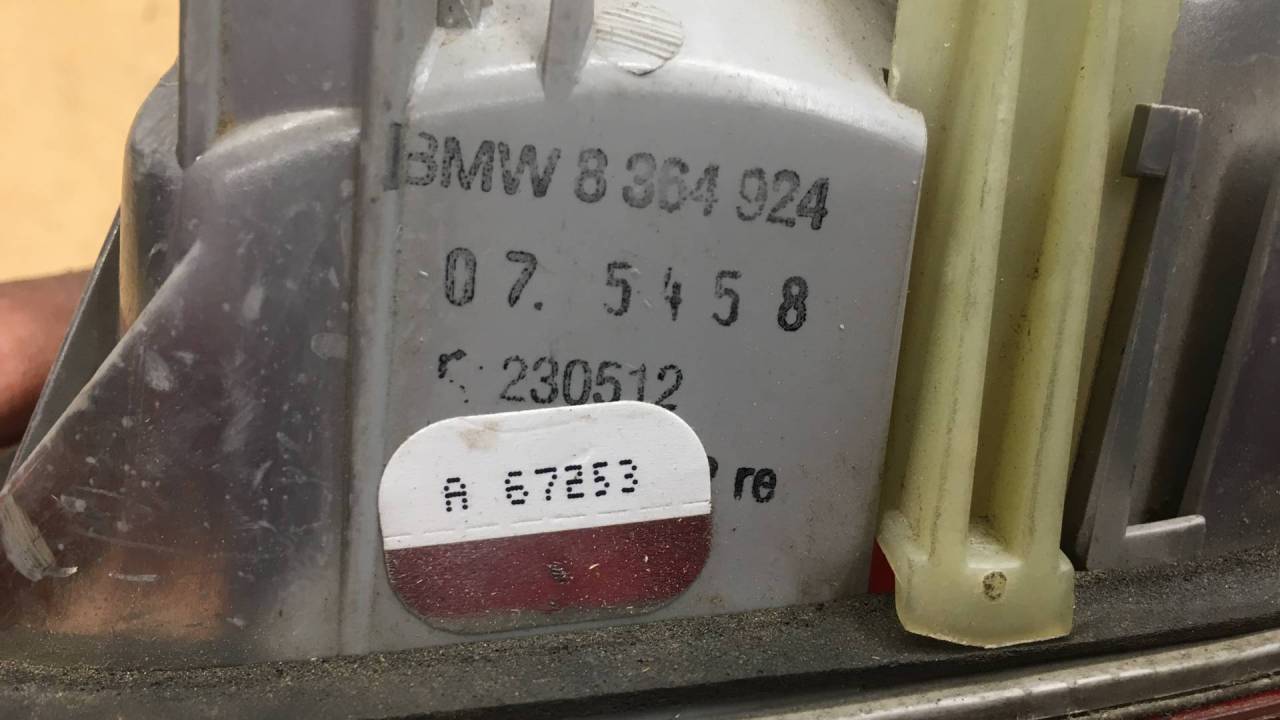 BMW 8 364 924
07. 5458
r: 230512
re
A 67253